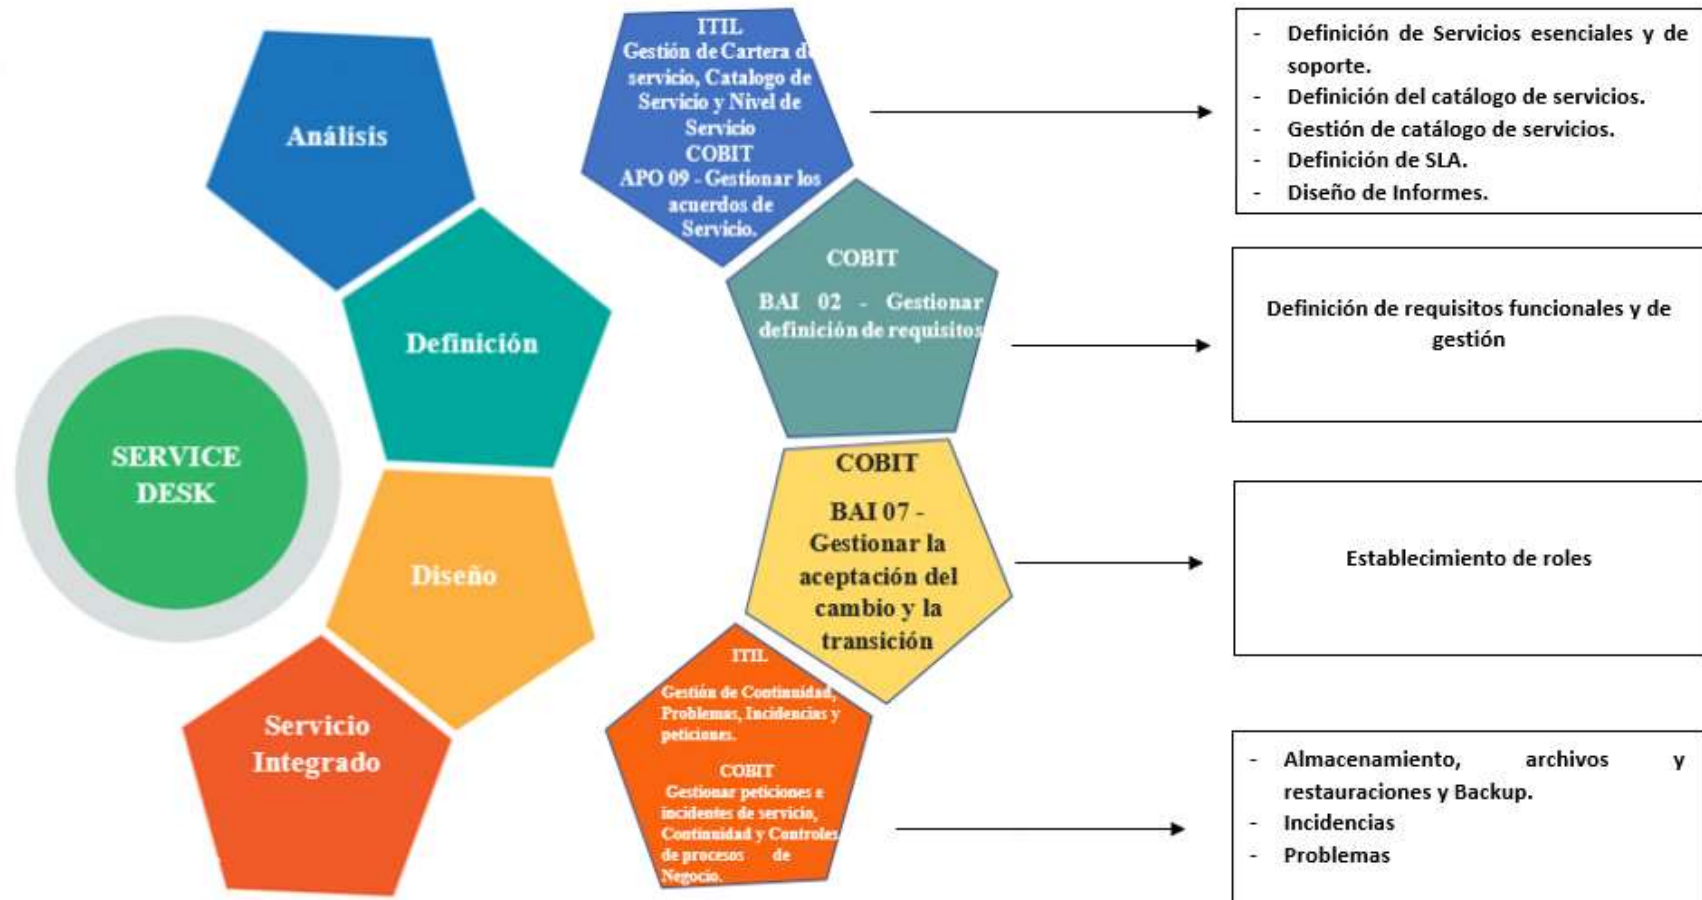 Análisis
Definición
SERVICE
DESK
Diseño
Servicio
Integrado
ITIL
Gestión de Cartera de
servicio, Catalogo de
Servicio y Nivel de
Servicio
COBIT
APO 09 - Gestionar los
acuerdos de
Servicio.
COBIT
BAI 02 - Gestionar
definición de requisitos
COBIT
BAI 07 -
Gestionar la
aceptación del
cambio y la
transición
ITIL
Gestión de Continuidad,
Problemas, Incidencias y
peticiones.
COBIT
Gestionar peticiones e
incidentes de servicio,
Continuidad y Controles
de procesos de
Negocio.
- Definición de Servicios esenciales y de
soporte.
- Definición del catálogo de servicios.
- Gestión de catálogo de servicios.
- Definición de SLA.
- Diseño de Informes.
Definición de requisitos funcionales y de
gestión
Establecimiento de roles
- Almacenamiento, archivos y
restauraciones y Backup.
- Incidencias
- Problemas